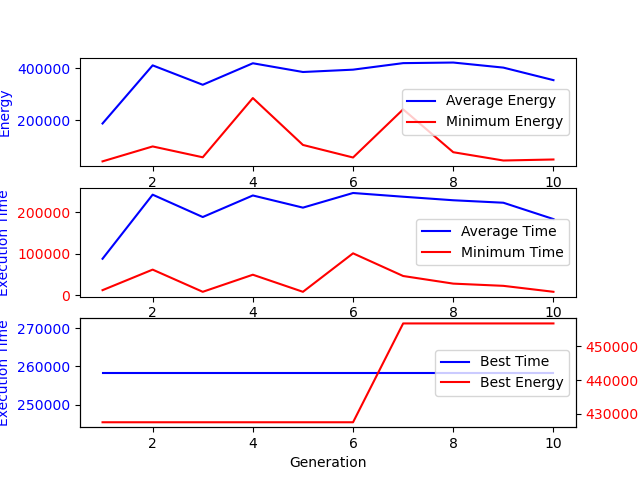 Energy
400000
200000
Average Energy
Minimum Energy
2 4 6 8 10
Execution Time
200000
100000
0
Average Time
Minimum Time
2 4 6 8 10
Execution Time
270000
260000
250000
Best Time
Best Energy
450000
440000
430000
2 4 6 8 10
Generation